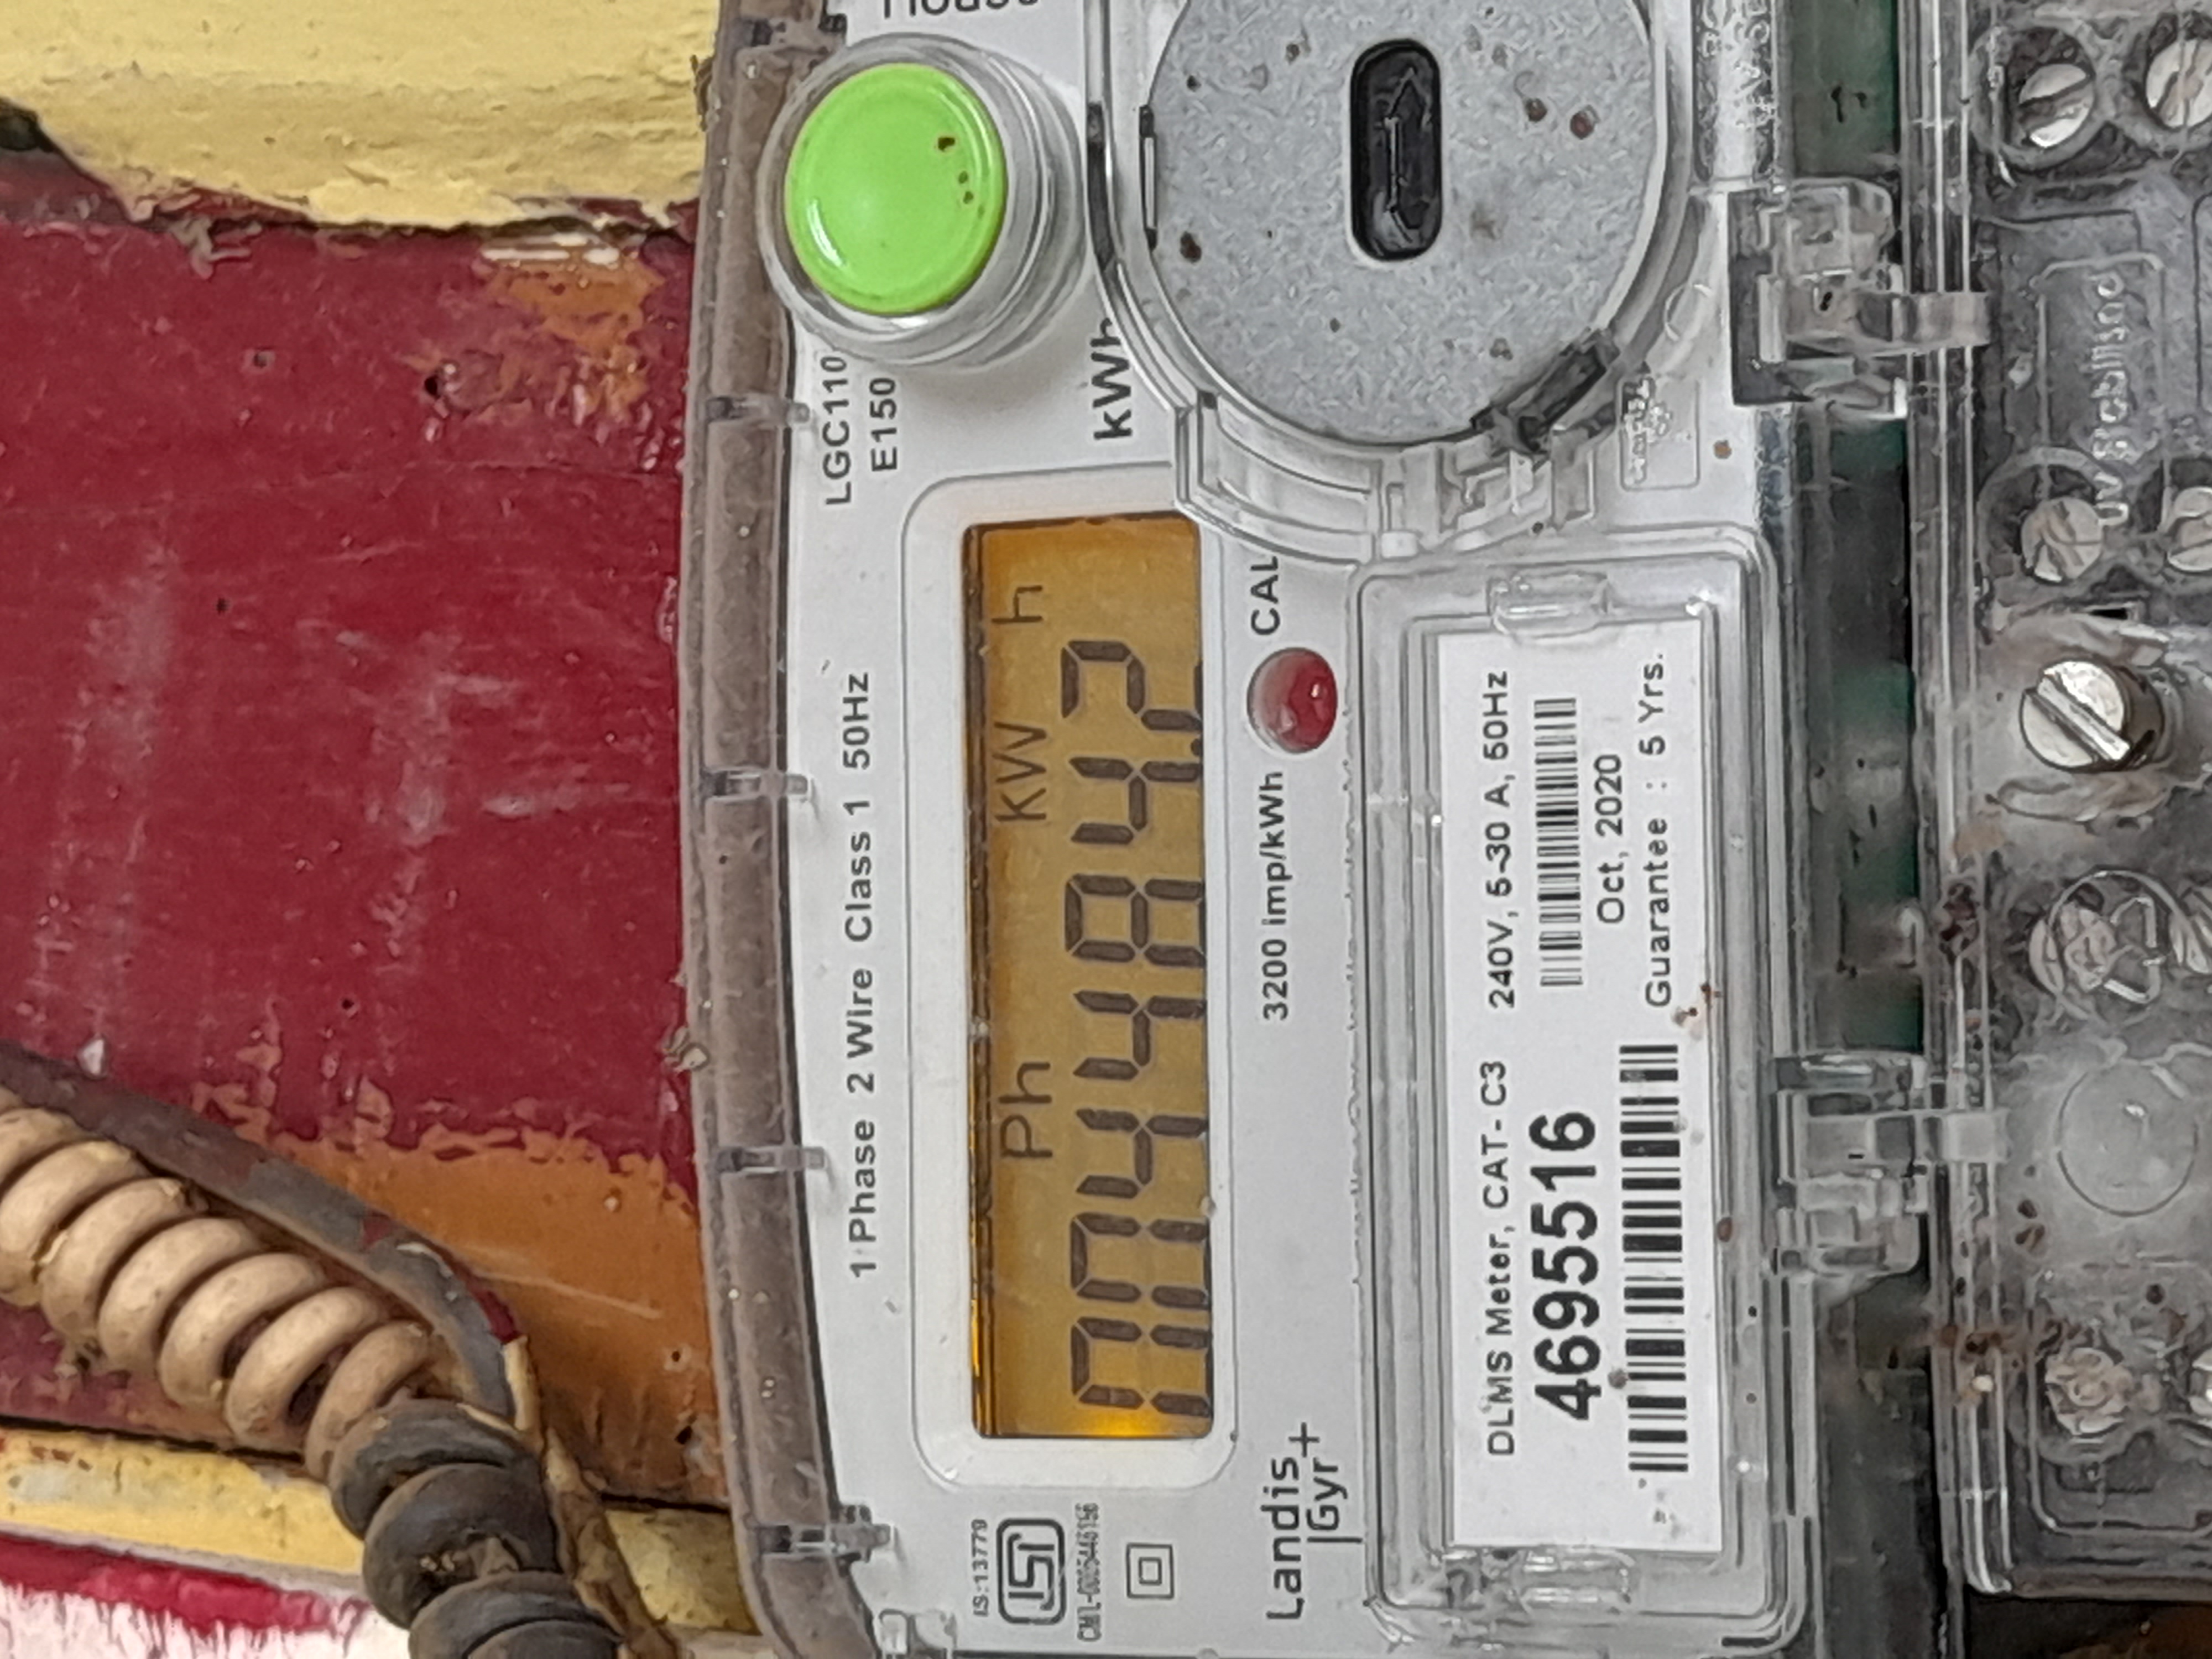 LGC110
E150
1 Phase 2 Wire Class 1 50Hz
kWh
Ph kW h
004484.2
3200 imp/kWh CAL
IS:13779
Landis
Gyr+
DLMS Meter, CAT- C3 240V, 5-30 A, 50Hz
4695516
Oct, 2020
Guarantee : 5 Yrs.